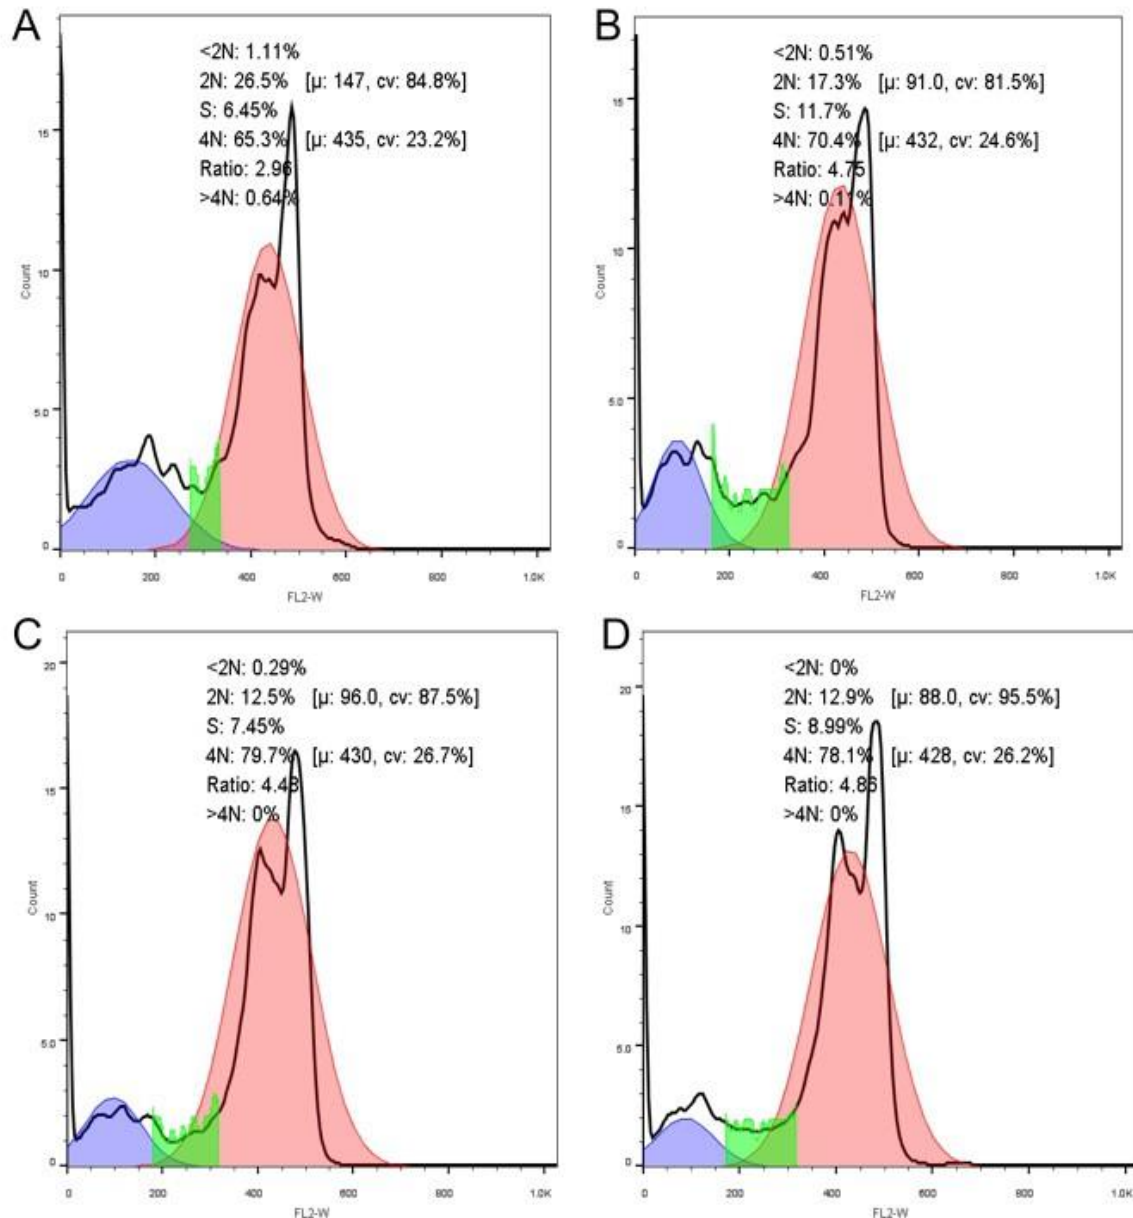 A
<2N: 1.11%
2N: 26.5% [µ: 147, cv: 84.8%]
S: 6.45%
4N: 65.3% [µ: 435, cv: 23.2%]
Ratio: 2.96
>4N: 0.64%
15
10
5.0
0
Count
0 200 400 600 800 1.0K
FL2-W
B
<2N: 0.51%
2N: 17.3% [µ: 91.0, cv: 81.5%]
S: 11.7%
4N: 70.4% [µ: 432, cv: 24.6%]
Ratio: 4.75
>4N: 0.11%
15
10
5.0
0
Count
0 200 400 600 800 1.0K
FL2-W
C
<2N: 0.29%
2N: 12.5% [µ: 96.0, cv: 87.5%]
S: 7.45%
4N: 79.7% [µ: 430, cv: 26.7%]
Ratio: 4.48
>4N: 0%
20
15
10
5.0
0
Count
0 200 400 600 800 1.0K
FL2-W
D
<2N: 0%
2N: 12.9% [µ: 88.0, cv: 95.5%]
S: 8.99%
4N: 78.1% [µ: 428, cv: 26.2%]
Ratio: 4.86
>4N: 0%
20
15
10
5.0
0
Count
0 200 400 600 800 1.0K
FL2-W